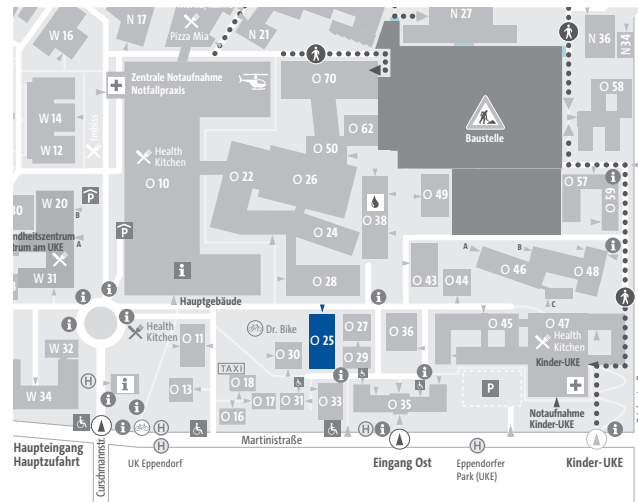 W 16
N 17
Pizza Mia
N 21
N 27
N 36
N 34
Zentrale Notaufnahme
Notfallpraxis
O 70
O 58
W 14
W 12
Imbiss
O 62
Baustelle
Health
Kitchen
O 10
O 50
O 22
O 26
O 24
O 38
O 49
O 57
O 59
30
W 20
P
B
A
P
ndheitszentrum
trum am UKE
W 31
i
O 28
O 43
O 44
A
B
O 46
O 48
C
Hauptgebäude
Health
Kitchen
O 11
Dr. Bike
O 25
O 27
O 36
O 45
O 47
Health
Kitchen
Kinder-UKE
W 32
O 30
O 29
W 34
H
i
O 13
TAXI
O 18
O 17
O 31
O 16
O 33
O 35
P
Notaufnahme
Kinder-UKE
Haupteingang
Hauptzufahrt
Curschmannstr.
H
H
UK Eppendorf
Martinistraße
H
Eingang Ost
H
Eppendorfer
Park (UKE)
Kinder-UKE